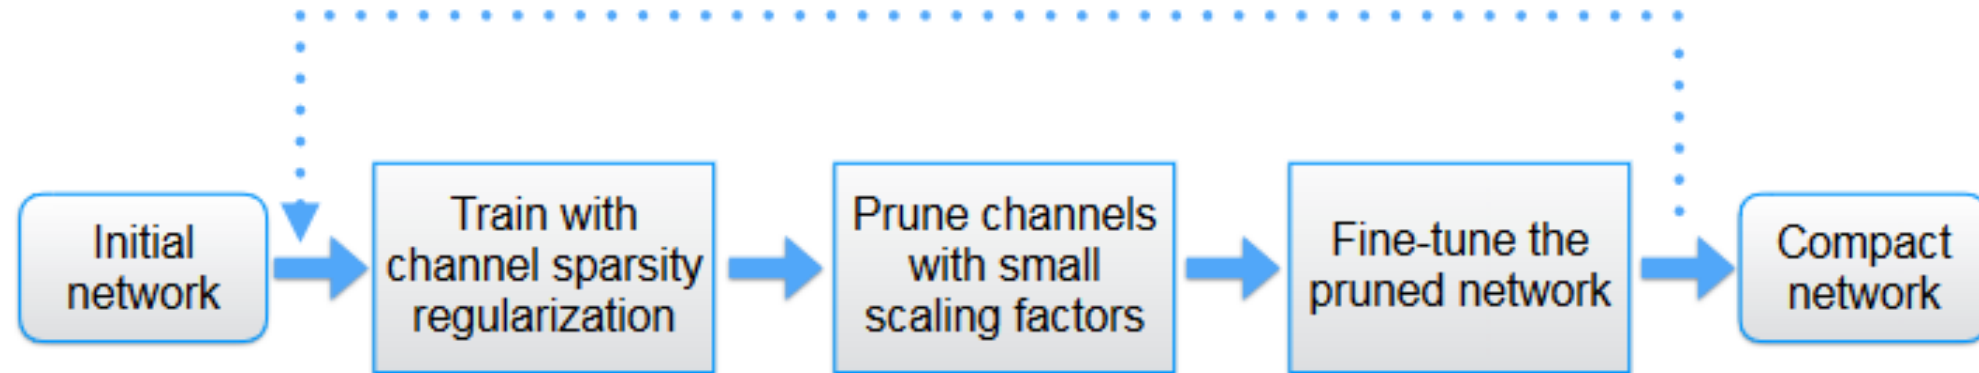 Initial
network
Train with
channel sparsity
regularization
Prune channels
with small
scaling factors
Fine-tune the
pruned network
Compact
network